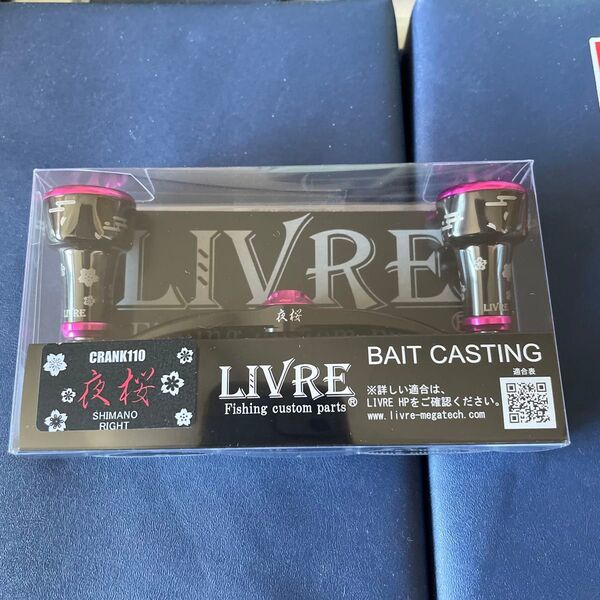 LIVRE
Fishing
LIVRE
LIVRE
夜桜
CRANK110
夜桜
SHIMANO
RIGHT
LIVRE®
Fishing custom parts
BAIT CASTING
※詳しい適合は、
LIVRE HPをご確認ください。
www.livre-megatech.com
適合表